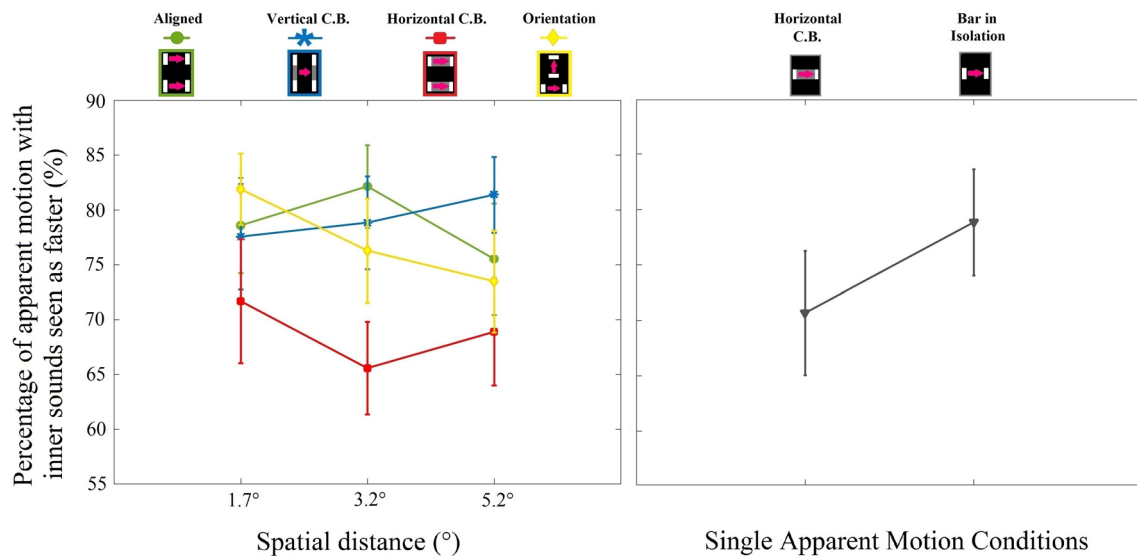 Aligned
Vertical C.B.
Horizontal C.B.
Orientation
Horizontal
C.B.
Bar in
Isolation
Percentage of apparent motion with
inner sounds seen as faster (%)
90
85
80
75
70
65
60
55
1.7°
3.2°
5.2°
Spatial distance (°)
Single Apparent Motion Conditions